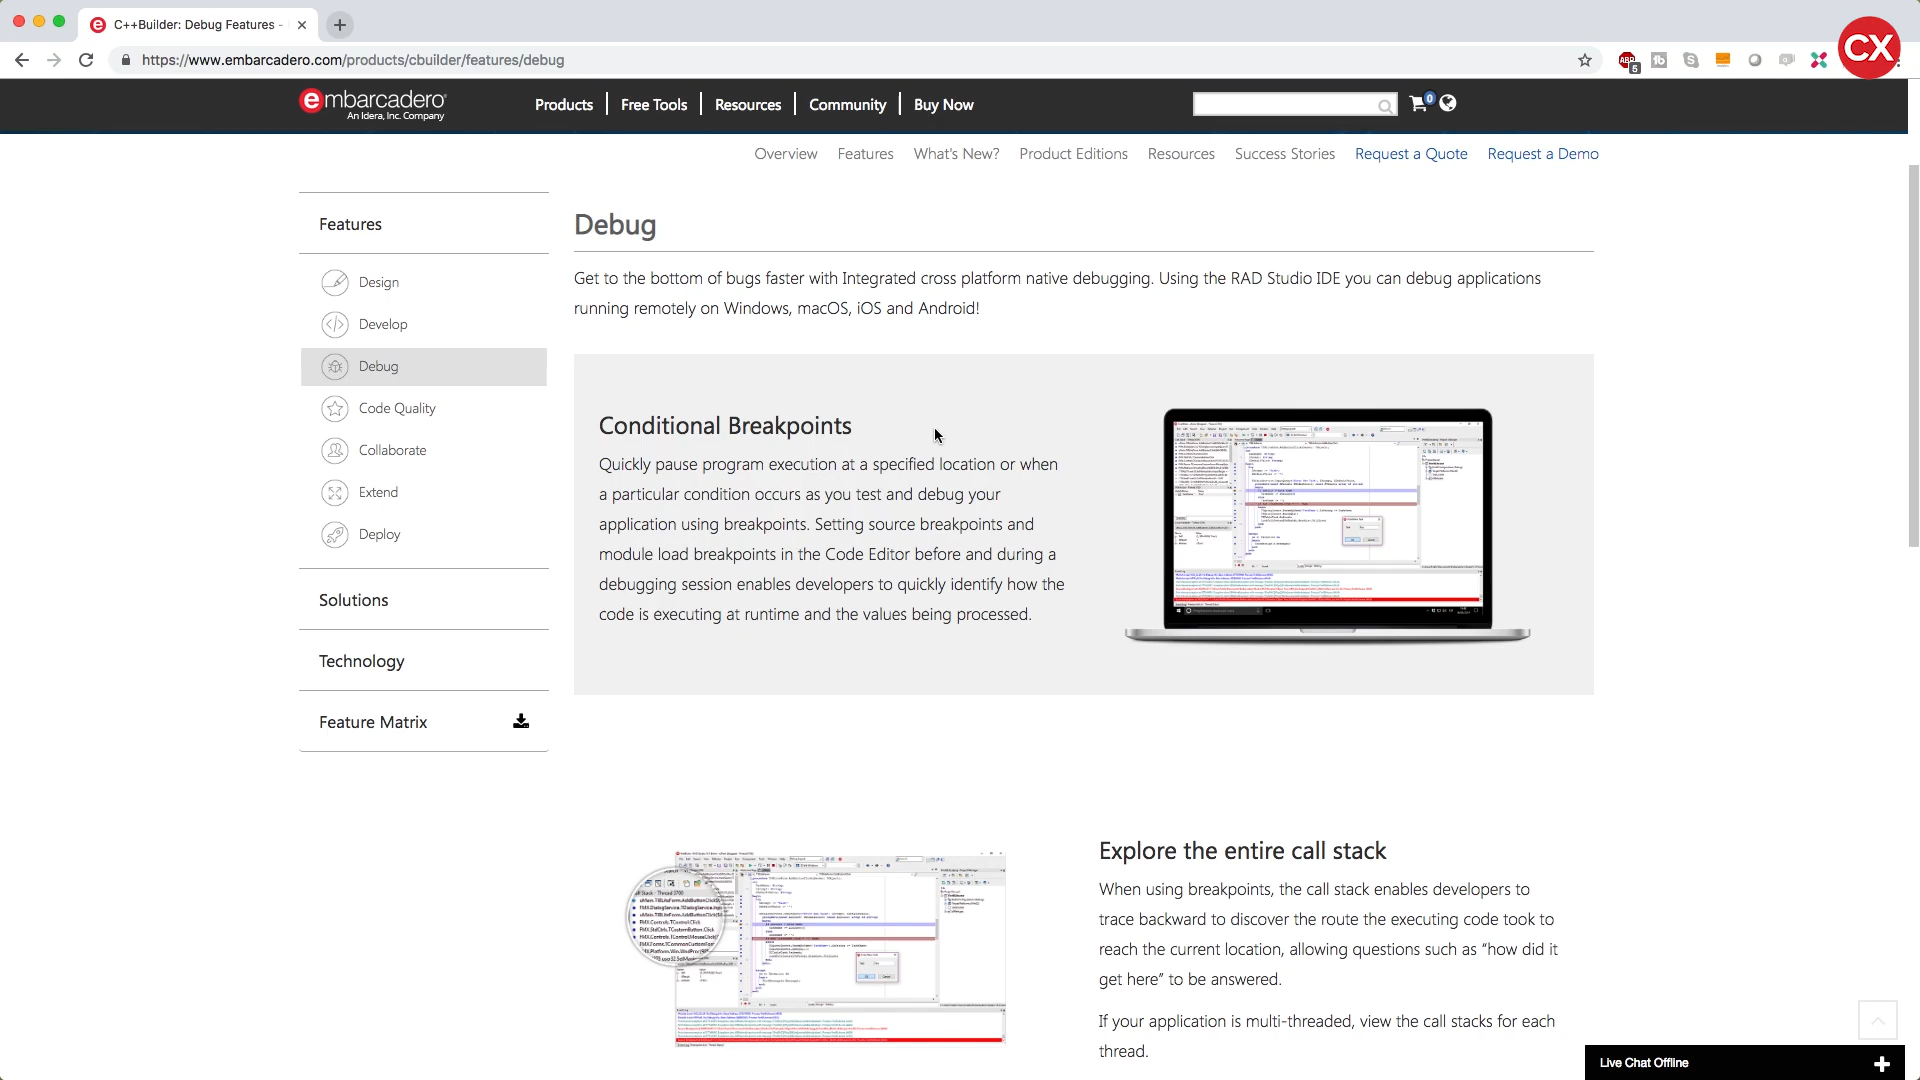 C++Builder: Debug Features -
https://www.embarcadero.com/products/cbuilder/features/debug
ABP
5
CX
embarcadero
An Idera, Inc. Company
Products
Free Tools
Resources
Community
Buy Now
0
Overview
Features
What's New?
Product Editions
Resources
Success Stories
Request a Quote
Request a Demo
Features
Design
Develop
Debug
Code Quality
Collaborate
Extend
Deploy
Solutions
Technology
Feature Matrix
Debug
Get to the bottom of bugs faster with Integrated cross platform native debugging. Using the RAD Studio IDE you can debug applications
running remotely on Windows, macOS, iOS and Android!
Conditional Breakpoints
Quickly pause program execution at a specified location or when
a particular condition occurs as you test and debug your
application using breakpoints. Setting source breakpoints and
module load breakpoints in the Code Editor before and during a
debugging session enables developers to quickly identify how the
code is executing at runtime and the values being processed.
Explore the entire call stack
When using breakpoints, the call stack enables developers to
trace backward to discover the route the executing code took to
reach the current location, allowing questions such as “how did it
get here” to be answered.
If your application is multi-threaded, view the call stacks for each
thread.
Live Chat Offline